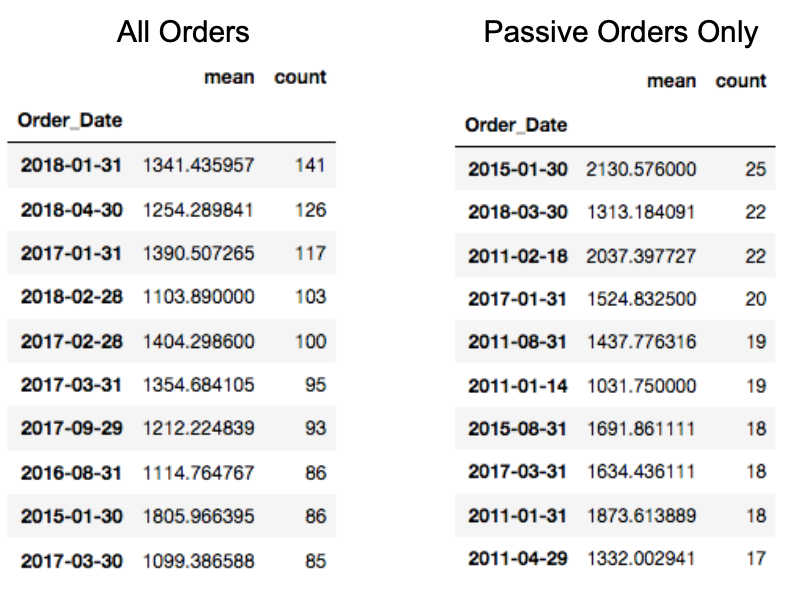 All Orders
mean count
Order_Date
2018-01-31 1341.435957 141
2018-04-30 1254.289841 126
2017-01-31 1390.507265 117
2018-02-28 1103.890000 103
2017-02-28 1404.298600 100
2017-03-31 1354.684105 95
2017-09-29 1212.224839 93
2016-08-31 1114.764767 86
2015-01-30 1805.966395 86
2017-03-30 1099.386588 85
Passive Orders Only
mean count
Order_Date
2015-01-30 2130.576000 25
2018-03-30 1313.184091 22
2011-02-18 2037.397727 22
2017-01-31 1524.832500 20
2011-08-31 1437.776316 19
2011-01-14 1031.750000 19
2015-08-31 1691.861111 18
2017-03-31 1634.436111 18
2011-01-31 1873.613889 18
2011-04-29 1332.002941 17